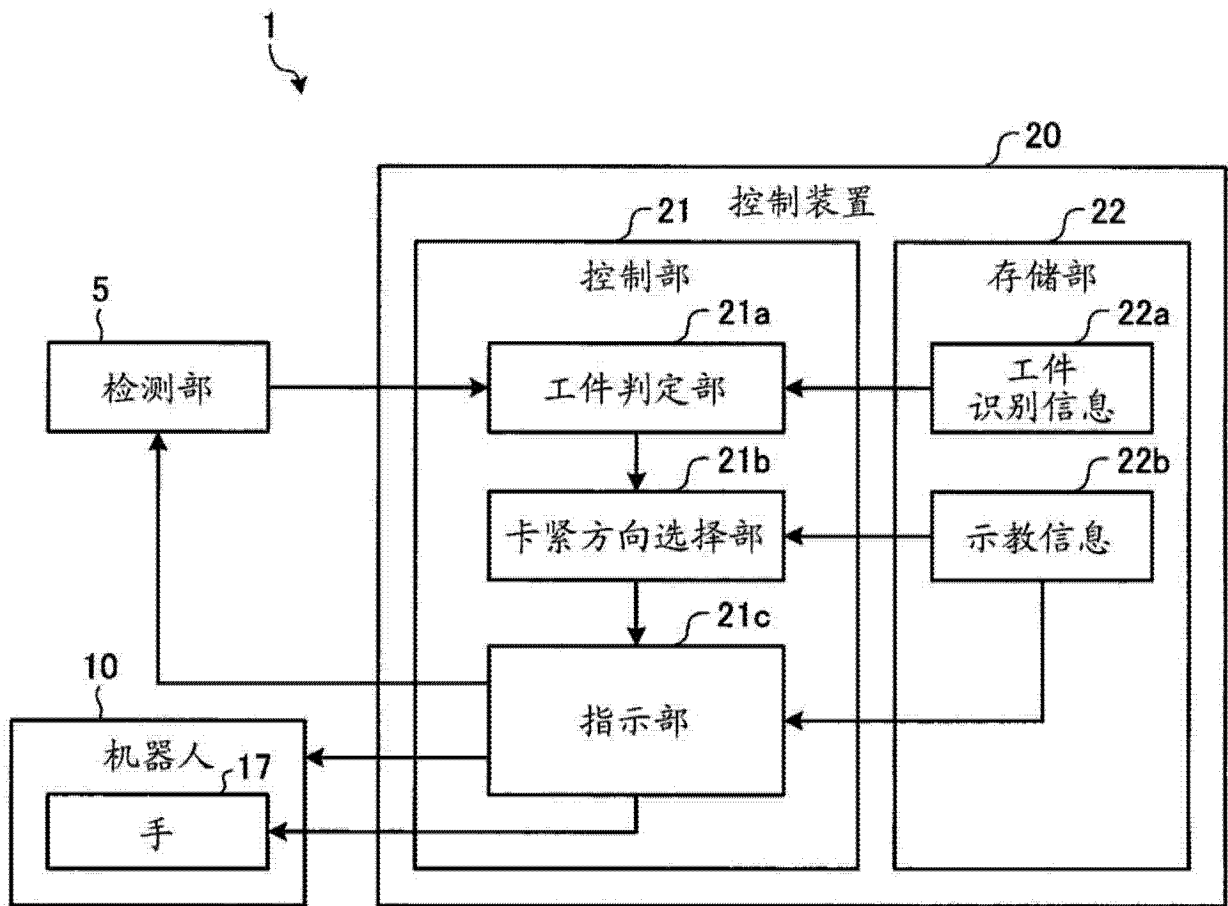 1
20
控制装置
21
22
控制部
存储部
5
21a
22a
检测部
工件判定部
工件
识别信息
21b
22b
卡紧方向选择部
示教信息
21c
10
指示部
机器人
17
手